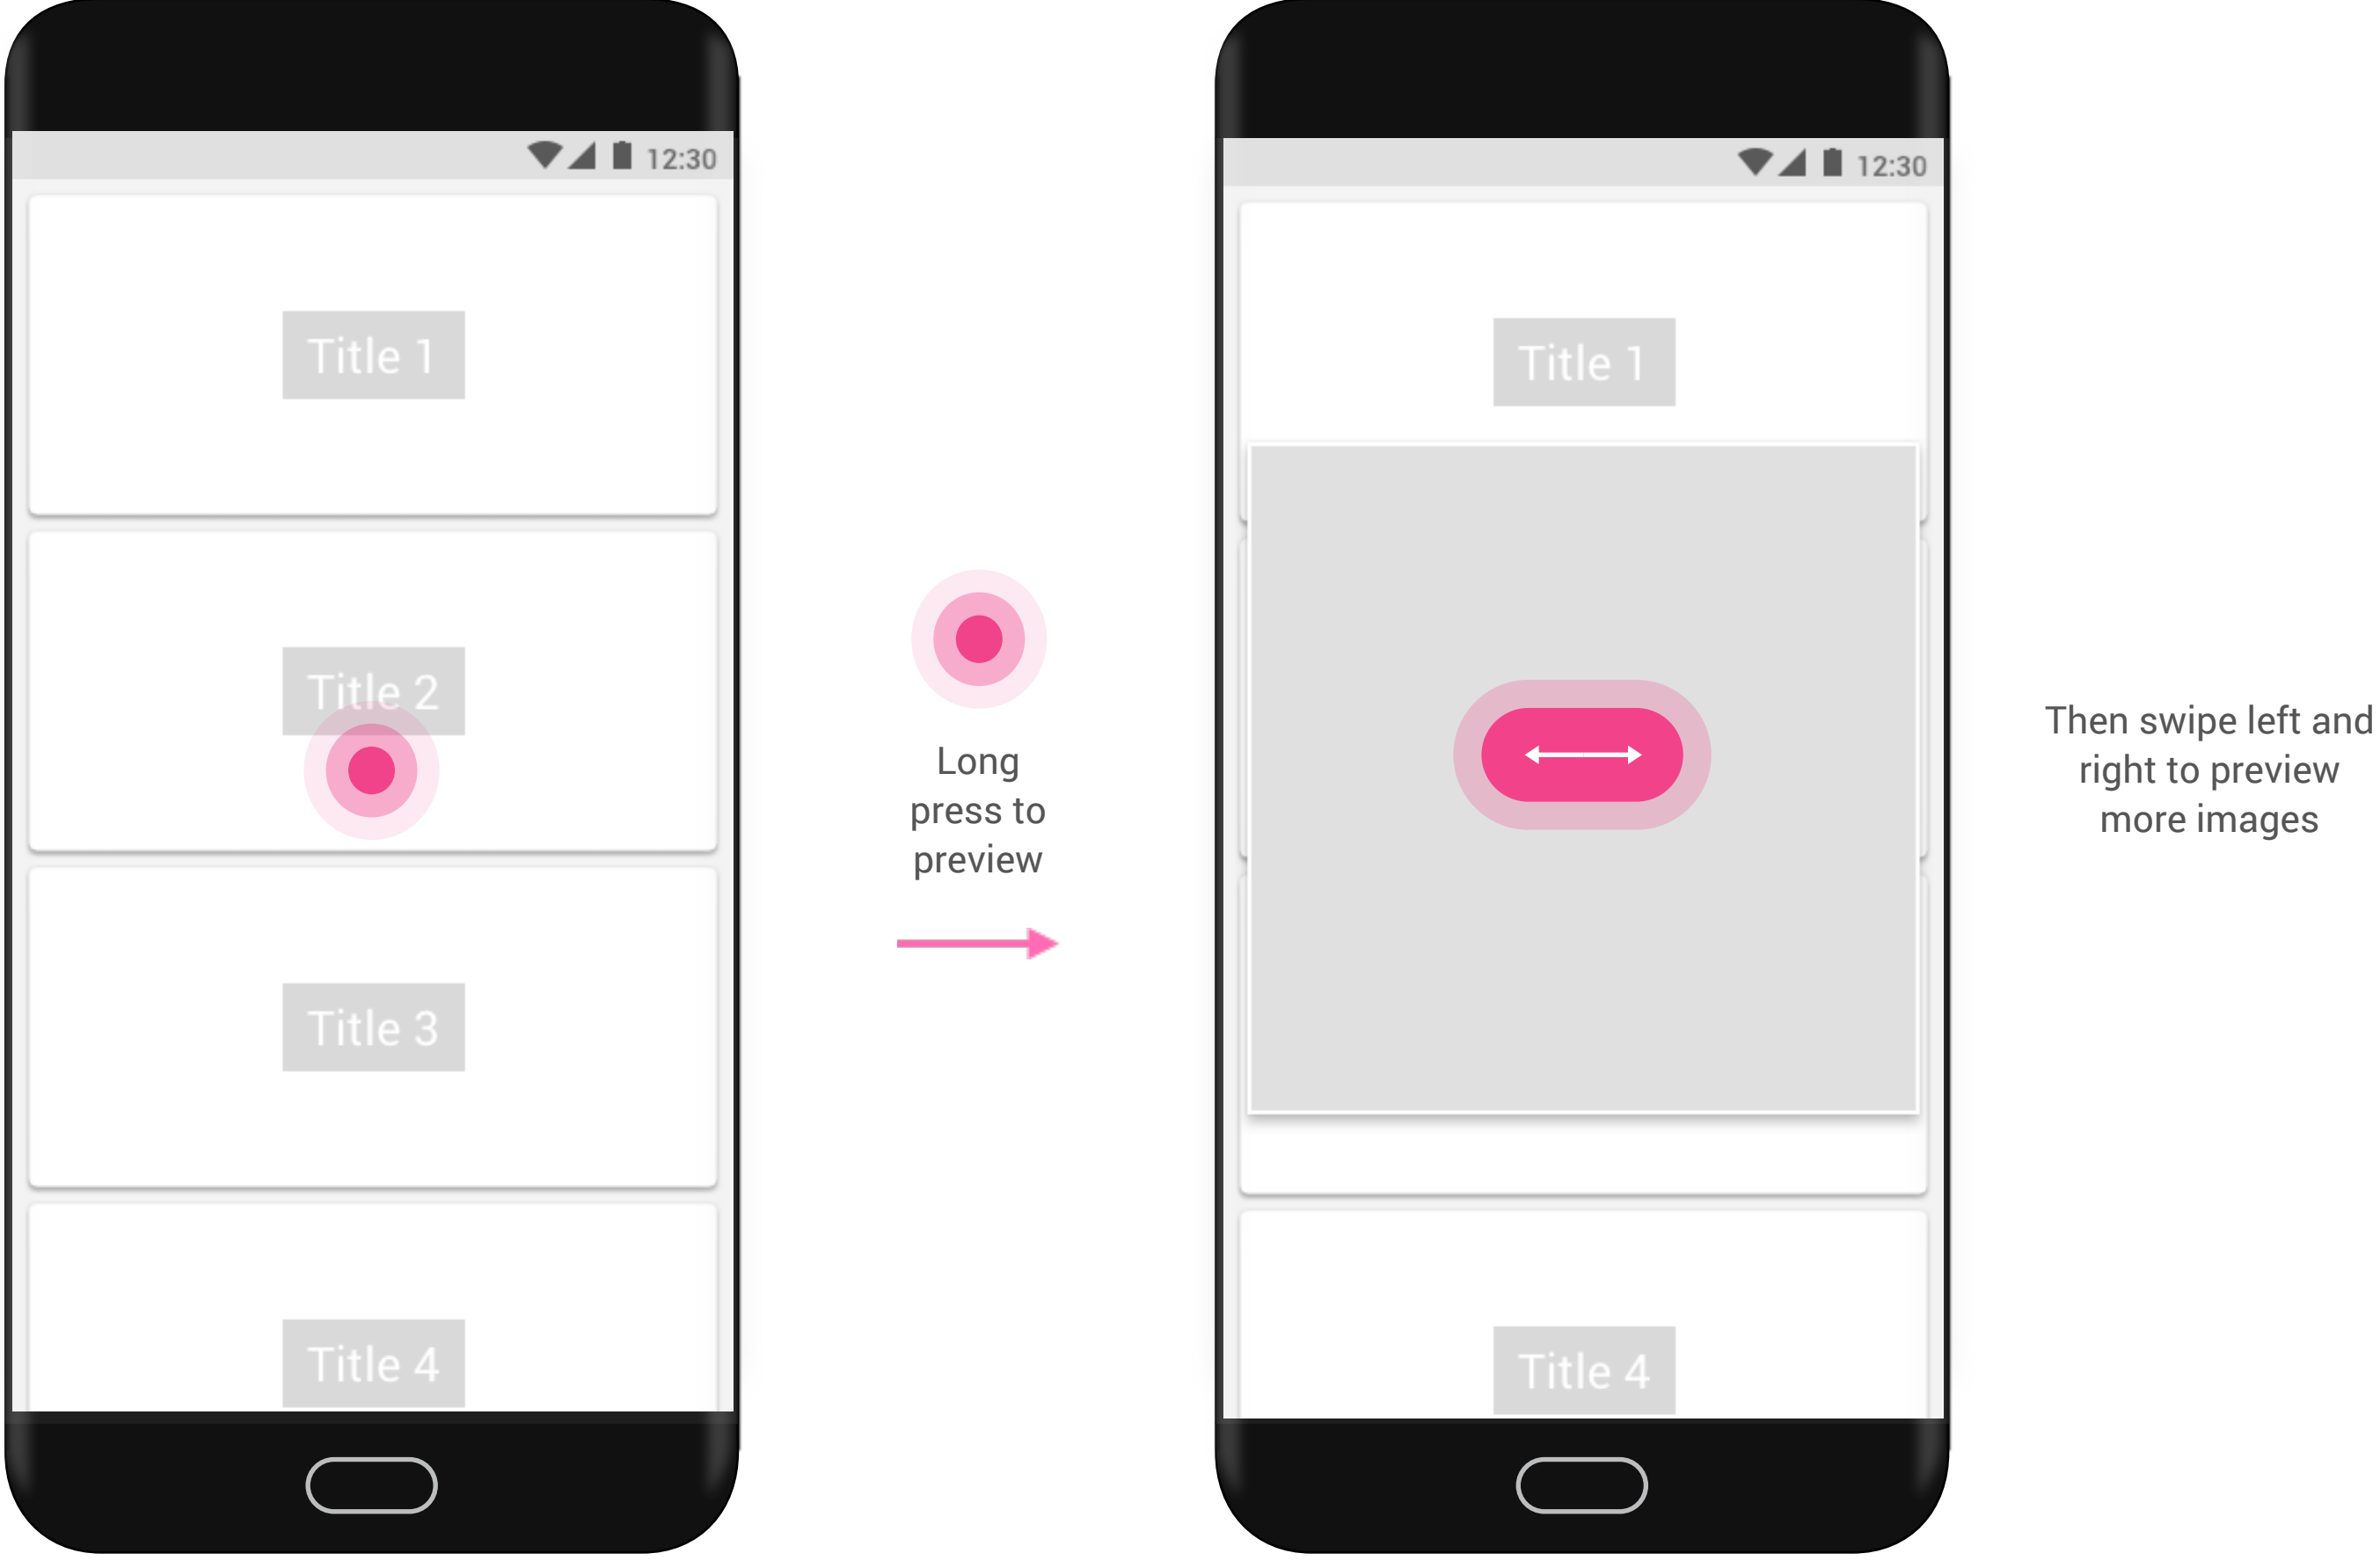 12:30
Title 1
Title 2
Title 3
Title 4
Long
press to
preview
12:30
Title 1
Title 4
Then swipe left and
right to preview
more images